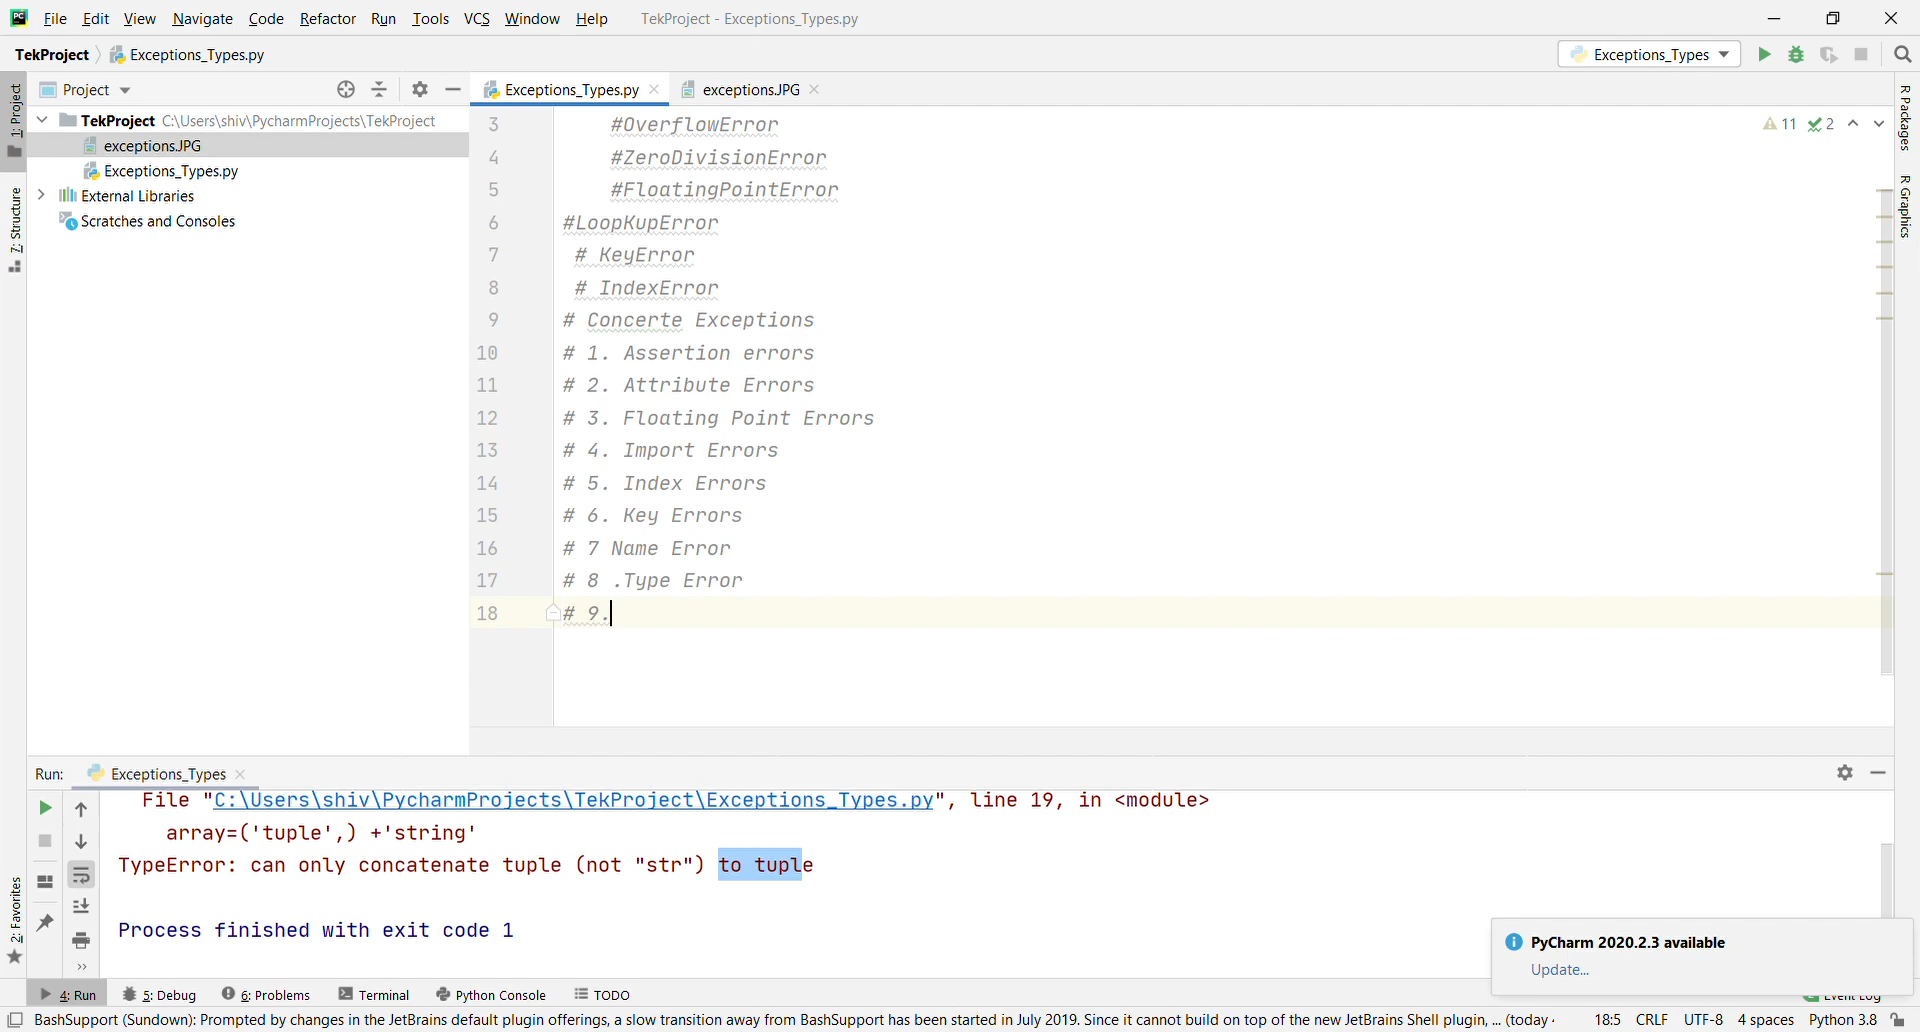 File Edit View Navigate Code Refactor Run Tools VCS Window Help TekProject - Exceptions_Types.py
TekProject Exceptions_Types.py Exceptions_Types
Project
Exceptions_Types.py
exceptions.JPG
TekProject C:\Users\shiv\PycharmProjects\TekProject
exceptions.JPG
Exceptions_Types.py
External Libraries
Scratches and Consoles
1: Project
7: Structure
2: Favorites
R Packages
R Graphics
11 2
3 #OverflowError
4 #ZeroDivisionError
5 #FloatingPointError
6 #LoopKupError
7 # KeyError
8 # IndexError
9 # Concerte Exceptions
10 # 1. Assertion errors
11 # 2. Attribute Errors
12 # 3. Floating Point Errors
13 # 4. Import Errors
14 # 5. Index Errors
15 # 6. Key Errors
16 # 7 Name Error
17 # 8 .Type Error
18 # 9.
Run: Exceptions_Types
File "C:\Users\shiv\PycharmProjects\TekProject\Exceptions_Types.py", line 19, in <module>
array=('tuple',) +'string'
TypeError: can only concatenate tuple (not "str") to tuple
Process finished with exit code 1
PyCharm 2020.2.3 available
Update...
4: Run 5: Debug 6: Problems Terminal Python Console TODO Event Log
BashSupport (Sundown): Prompted by changes in the JetBrains default plugin offerings, a slow transition away from BashSupport has been started in July 2019. Since it cannot build on top of the new JetBrains Shell plugin, ... (today 18:5 CRLF UTF-8 4 spaces Python 3.8